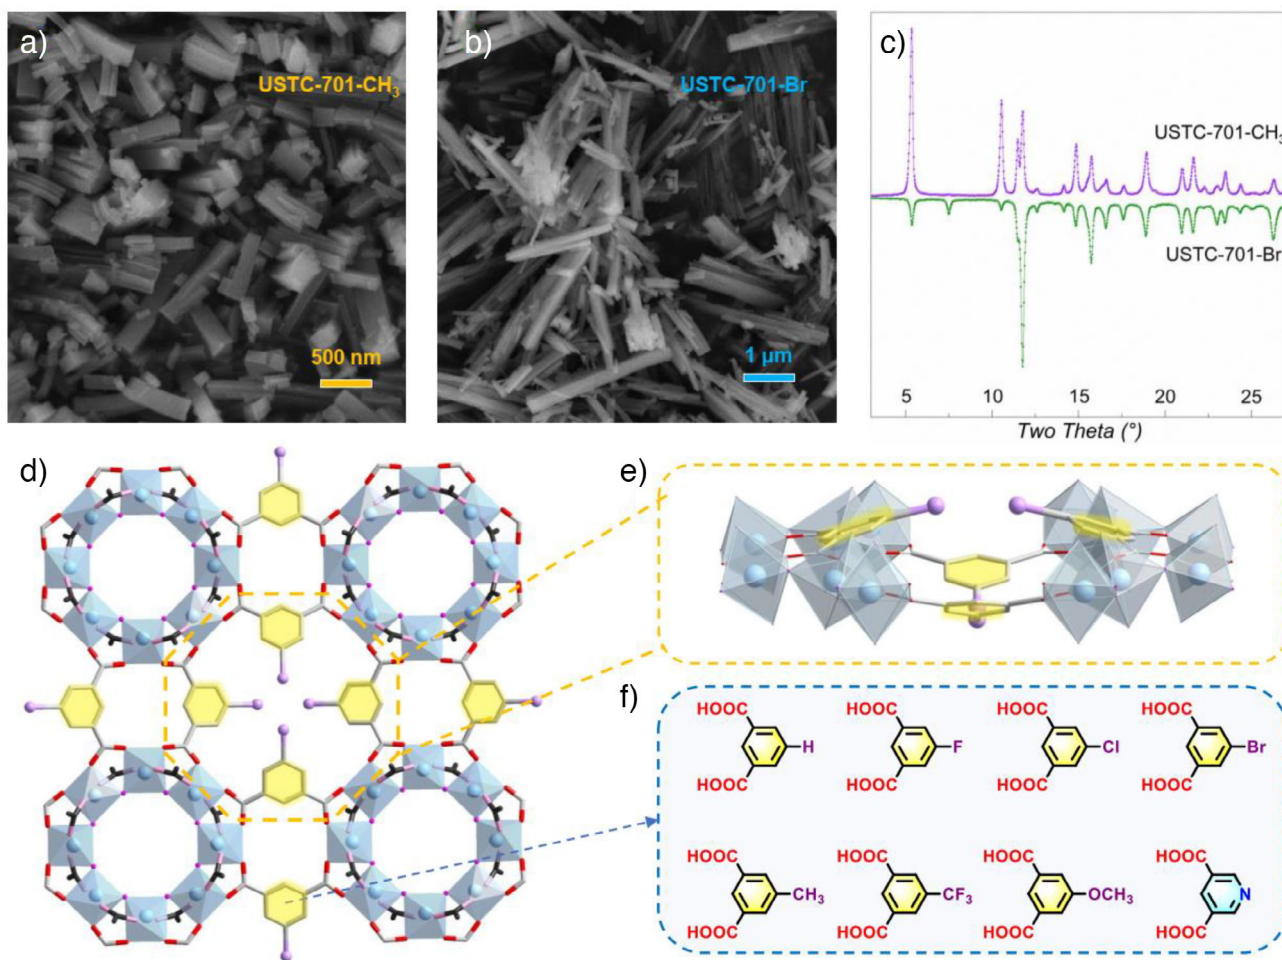 a)
USTC-701-CH3
500 nm
b)
USTC-701-Br
1 µm
c)
USTC-701-CH3
USTC-701-Br
5 10 15 20 25
Two Theta (°)
d)
e)
f)
HOOC HOOC HOOC HOOC
H F Cl Br
HOOC HOOC HOOC HOOC
HOOC HOOC HOOC HOOC
CH3 CF3 OCH3 N
HOOC HOOC HOOC HOOC